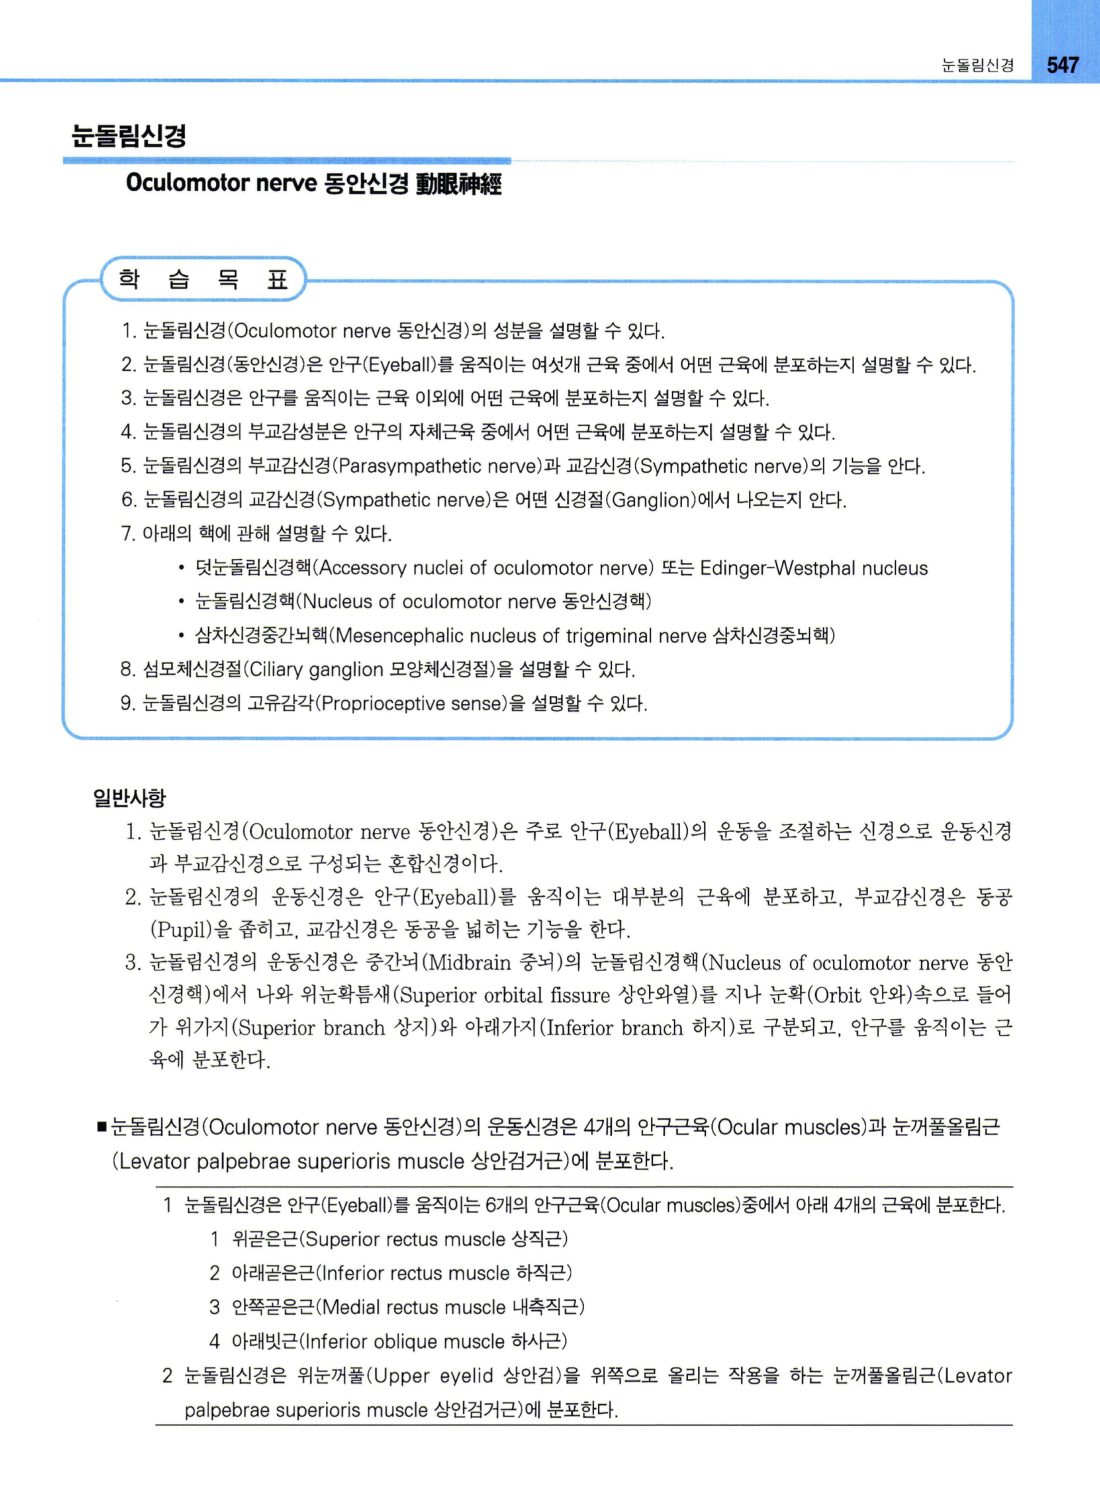 눈돌림신경 547
눈돌림신경
Oculomotor nerve 동안신경 動眼神經
학 습 목 표
1. 눈돌림신경(Oculomotor nerve 동안신경)의 성분을 설명할 수 있다.
2. 눈돌림신경(동안신경)은 안구(Eyeball)를 움직이는 여섯개 근육 중에서 어떤 근육에 분포하는지 설명할 수 있다.
3. 눈돌림신경은 안구를 움직이는 근육 이외에 어떤 근육에 분포하는지 설명할 수 있다.
4. 눈돌림신경의 부교감성분은 안구의 자체근육 중에서 어떤 근육에 분포하는지 설명할 수 있다.
5. 눈돌림신경의 부교감신경(Parasympathetic nerve)과 교감신경(Sympathetic nerve)의 기능을 안다.
6. 눈돌림신경의 교감신경(Sympathetic nerve)은 어떤 신경절(Ganglion)에서 나오는지 안다.
7. 아래의 핵에 관해 설명할 수 있다.
• 덧눈돌림신경핵(Accessory nuclei of oculomotor nerve) 또는 Edinger-Westphal nucleus
• 눈돌림신경핵(Nucleus of oculomotor nerve 동안신경핵)
• 삼차신경중간뇌핵(Mesencephalic nucleus of trigeminal nerve 삼차신경중뇌핵)
8. 섬모체신경절(Ciliary ganglion 모양체신경절)을 설명할 수 있다.
9. 눈돌림신경의 고유감각(Proprioceptive sense)을 설명할 수 있다.
일반사항
1. 눈돌림신경(Oculomotor nerve 동안신경)은 주로 안구(Eyeball)의 운동을 조절하는 신경으로 운동신경
과 부교감신경으로 구성되는 혼합신경이다.
2. 눈돌림신경의 운동신경은 안구(Eyeball)를 움직이는 대부분의 근육에 분포하고, 부교감신경은 동공
(Pupil)을 좁히고, 교감신경은 동공을 넓히는 기능을 한다.
3. 눈돌림신경의 운동신경은 중간뇌(Midbrain 중뇌)의 눈돌림신경핵(Nucleus of oculomotor nerve 동안
신경핵)에서 나와 위눈확틈새(Superior orbital fissure 상안와열)를 지나 눈확(Orbit 안와)속으로 들어
가 위가지(Superior branch 상지)와 아래가지(Inferior branch 하지)로 구분되고, 안구를 움직이는 근
육에 분포한다.
■ 눈돌림신경(Oculomotor nerve 동안신경)의 운동신경은 4개의 안구근육(Ocular muscles)과 눈꺼풀올림근
(Levator palpebrae superioris muscle 상안검거근)에 분포한다.
1 눈돌림신경은 안구(Eyeball)를 움직이는 6개의 안구근육(Ocular muscles)중에서 아래 4개의 근육에 분포한다.
1 위곧은근(Superior rectus muscle 상직근)
2 아래곧은근(Inferior rectus muscle 하직근)
3 안쪽곧은근(Medial rectus muscle 내측직근)
4 아래빗근(Inferior oblique muscle 하사근)
2 눈돌림신경은 위눈꺼풀(Upper eyelid 상안검)을 위쪽으로 올리는 작용을 하는 눈꺼풀올림근(Levator
palpebrae superioris muscle 상안검거근)에 분포한다.